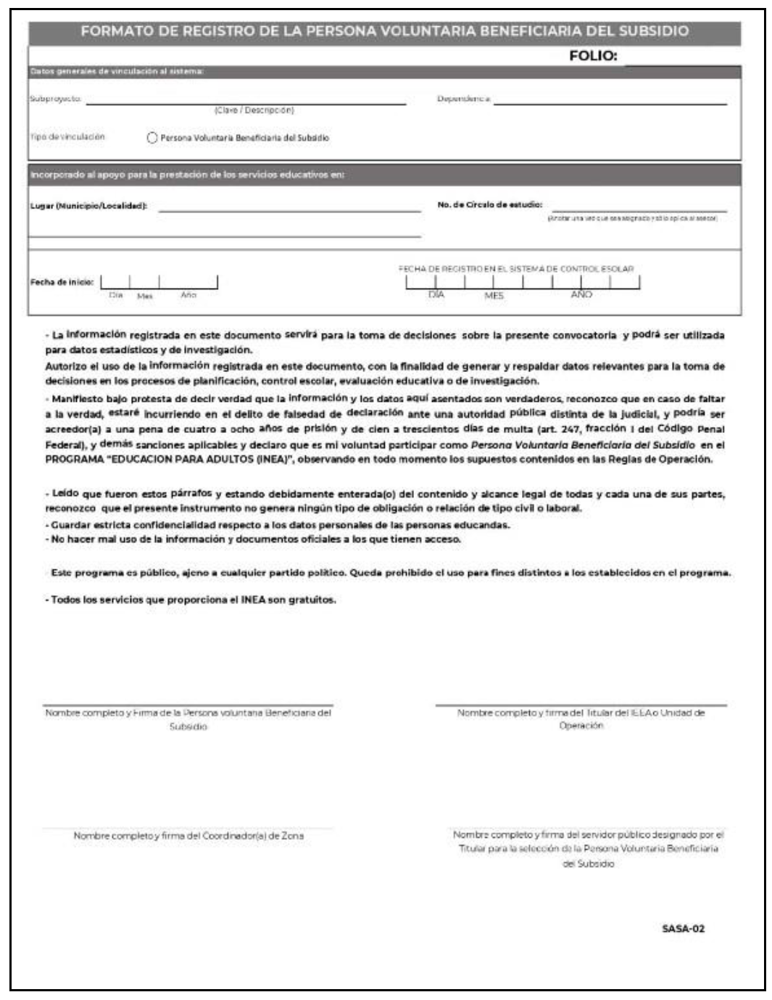 FORMATO DE REGISTRO DE LA PERSONA VOLUNTARIA BENEFICIARIA DEL SUBSIDIO
FOLIO:
Datos generales de vinculación al sistema:
Subproyecto: Dependencia:
(Clave / Descripción)
Tipo de vinculación Persona Voluntaria Beneficiaria del Subsidio
Incorporado al apoyo para la prestación de los servicios educativos en:
Lugar (Municipio/Localidad): No. de Círculo de estudio:
(Anotar una vez que sea asignado y sólo aplica al asesor)
FECHA DE REGISTRO EN EL SISTEMA DE CONTROL ESOLAR
Fecha de inicio:
Día Mes Año DÍA MES AÑO
- La información registrada en este documento servirá para la toma de decisiones sobre la presente convocatoria y podrá ser utilizada
para datos estadísticos y de investigación.
Autorizo el uso de la información registrada en este documento, con la finalidad de generar y respaldar datos relevantes para la toma de
decisiones en los procesos de planificación, control escolar, evaluación educativa o de investigación.
- Manifiesto bajo protesta de decir verdad que la información y los datos aquí asentados son verdaderos, reconozco que en caso de faltar
a la verdad, estaré incurriendo en el delito de falsedad de declaración ante una autoridad pública distinta de la judicial, y podría ser
acreedor(a) a una pena de cuatro a ocho años de prisión y de cien a trescientos días de multa (art. 247, fracción I del Código Penal
Federal), y demás sanciones aplicables y declaro que es mi voluntad participar como Persona Voluntaria Beneficiaria del Subsidio en el
PROGRAMA “EDUCACION PARA ADULTOS (INEA)”, observando en todo momento los supuestos contenidos en las Reglas de Operación.
- Leído que fueron estos párrafos y estando debidamente enterada(o) del contenido y alcance legal de todas y cada una de sus partes,
reconozco que el presente instrumento no genera ningún tipo de obligación o relación de tipo civil o laboral.
- Guardar estricta confidencialidad respecto a los datos personales de las personas educandas.
- No hacer mal uso de la información y documentos oficiales a los que tienen acceso.
- Este programa es público, ajeno a cualquier partido político. Queda prohibido el uso para fines distintos a los establecidos en el programa.
- Todos los servicios que proporciona el INEA son gratuitos.
Nombre completo y Firma de la Persona voluntaria Beneficiaria del Nombre completo y firma del Titular del IEEA o Unidad de
Subsidio Operación
Nombre completo y firma del Coordinador(a) de Zona Nombre completo y firma del servidor público designado por el
Titular para la selección de la Persona Voluntaria Beneficiaria
del Subsidio
SASA-02